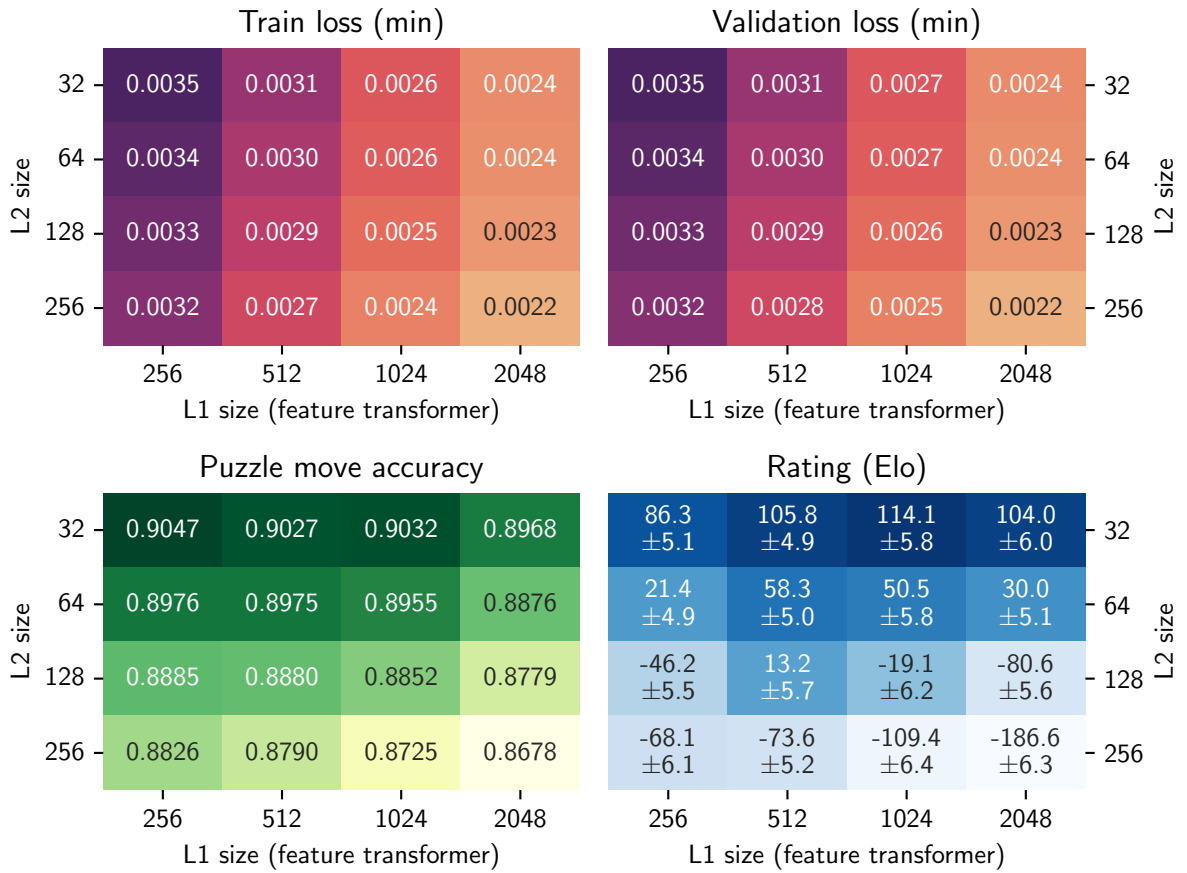 Train loss (min)
32 0.0035 0.0031 0.0026 0.0024
64 0.0034 0.0030 0.0026 0.0024
128 0.0033 0.0029 0.0025 0.0023
256 0.0032 0.0027 0.0024 0.0022
L2 size
256 512 1024 2048
L1 size (feature transformer)
Validation loss (min)
0.0035 0.0031 0.0027 0.0024 32
0.0034 0.0030 0.0027 0.0024 64
0.0033 0.0029 0.0026 0.0023 128
0.0032 0.0028 0.0025 0.0022 256
L2 size
256 512 1024 2048
L1 size (feature transformer)
Puzzle move accuracy
32 0.9047 0.9027 0.9032 0.8968
64 0.8976 0.8975 0.8955 0.8876
128 0.8885 0.8880 0.8852 0.8779
256 0.8826 0.8790 0.8725 0.8678
L2 size
256 512 1024 2048
L1 size (feature transformer)
Rating (Elo)
86.3 105.8 114.1 104.0
±5.1 ±4.9 ±5.8 ±6.0
32
21.4 58.3 50.5 30.0
±4.9 ±5.0 ±5.8 ±5.1
64
-46.2 13.2 -19.1 -80.6
±5.5 ±5.7 ±6.2 ±5.6
128
-68.1 -73.6 -109.4 -186.6
±6.1 ±5.2 ±6.4 ±6.3
256
L2 size
256 512 1024 2048
L1 size (feature transformer)